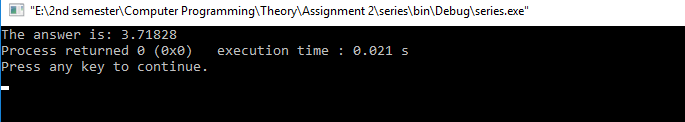 "E:\2nd semester\Computer Programming\Theory\Assignment 2\series\bin\Debug\series.exe"
The answer is: 3.71828
Process returned 0 (0x0)   execution time : 0.021 s
Press any key to continue.